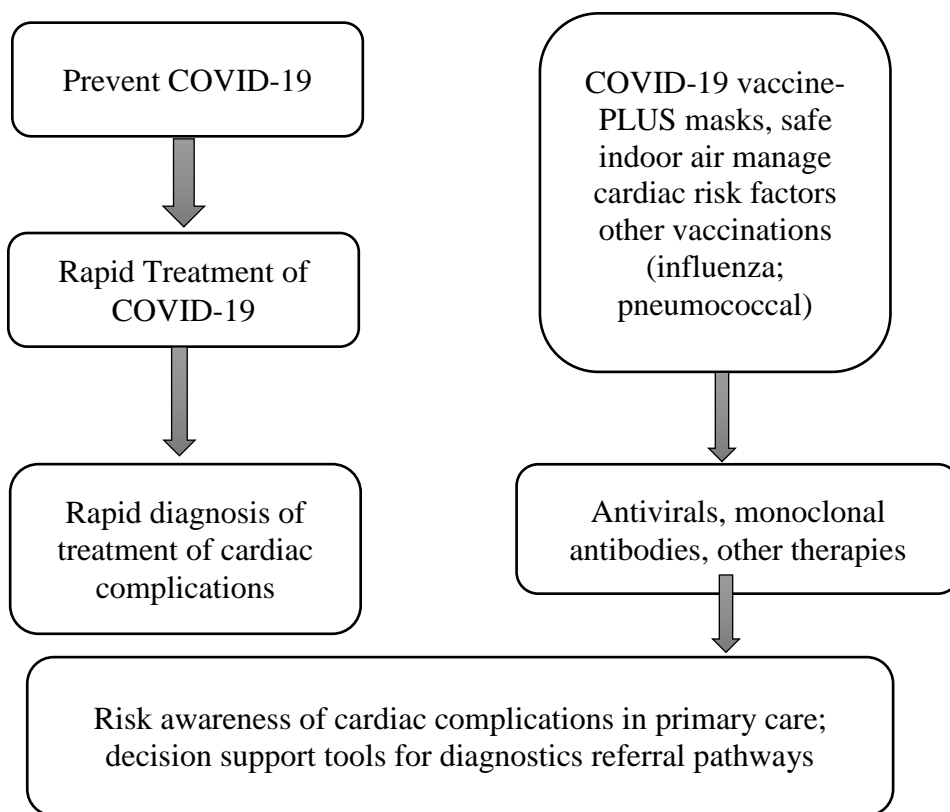 Prevent COVID-19
Rapid Treatment of
COVID-19
Rapid diagnosis of
treatment of cardiac
complications
COVID-19 vaccine-
PLUS masks, safe
indoor air manage
cardiac risk factors
other vaccinations
(influenza;
pneumococcal)
Antivirals, monoclonal
antibodies, other therapies
Risk awareness of cardiac complications in primary care;
decision support tools for diagnostics referral pathways